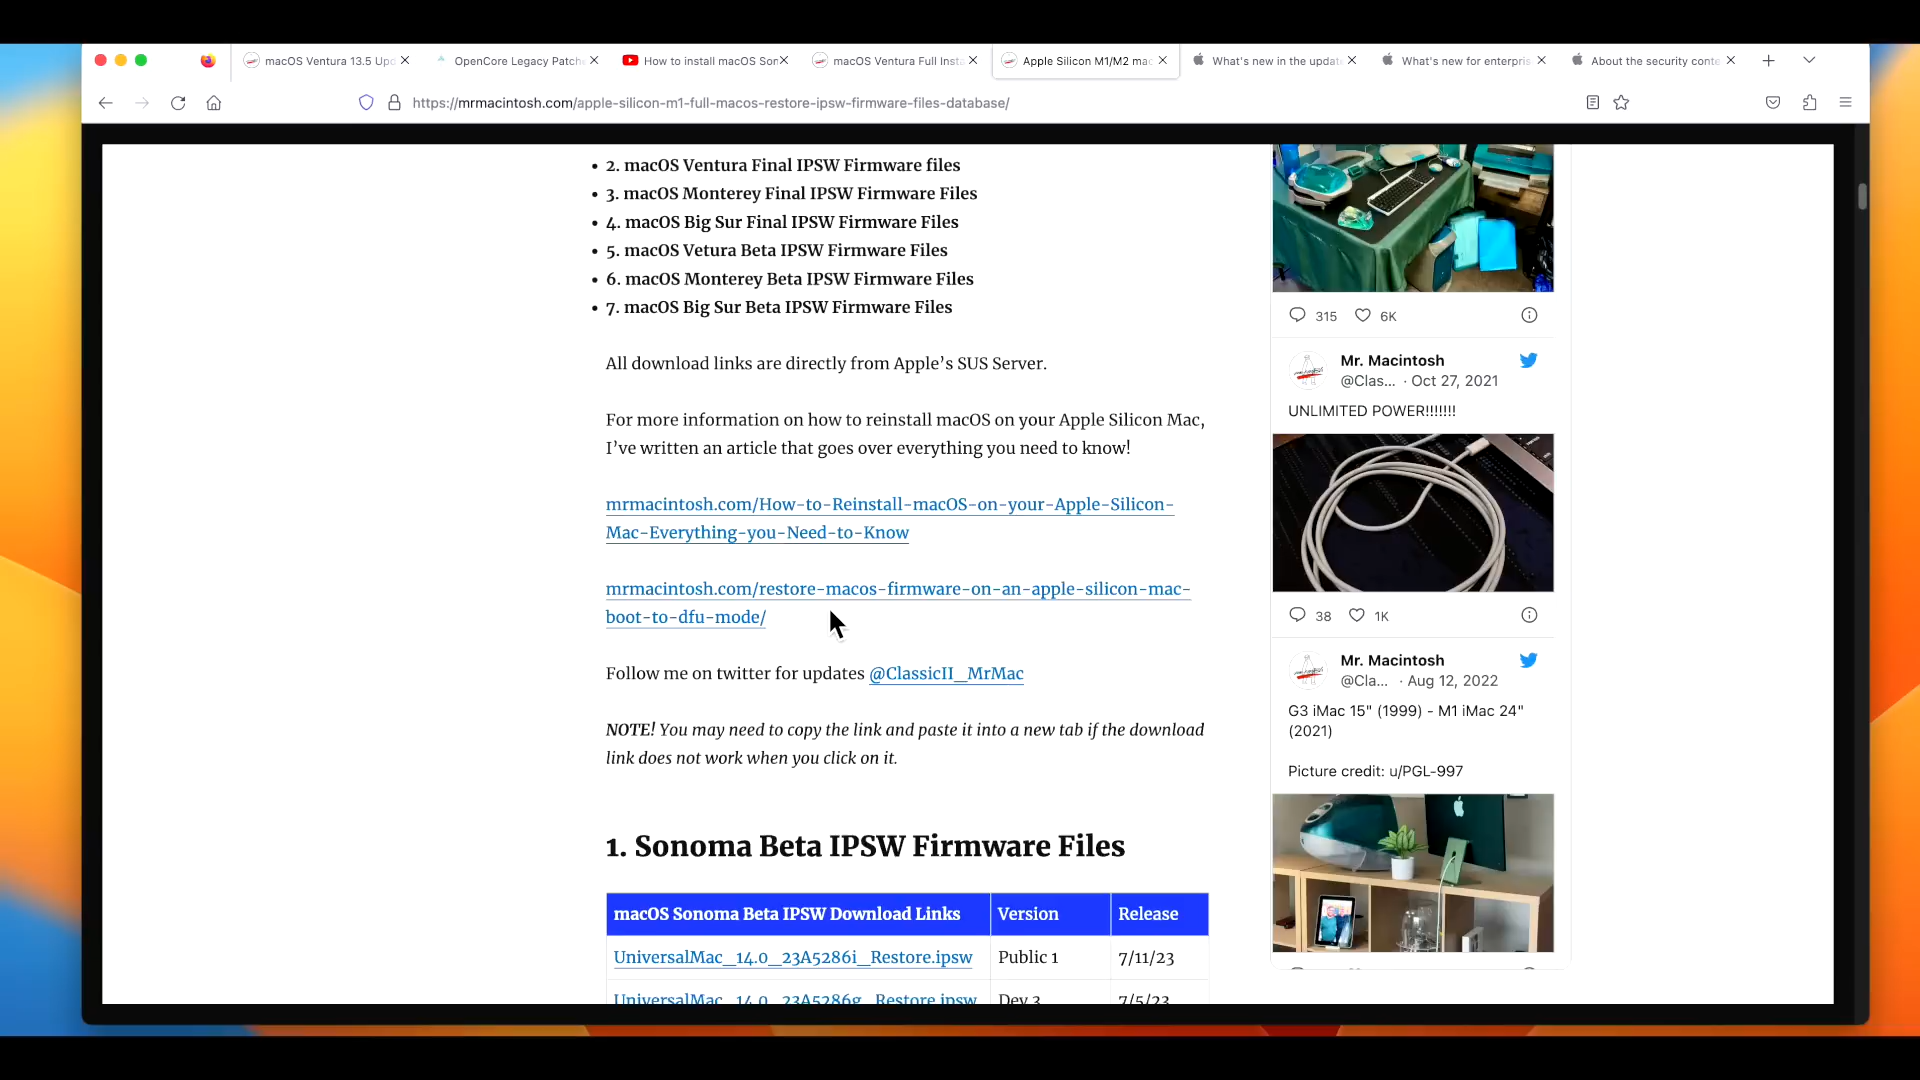 macOS Ventura 13.5 Upd
OpenCore Legacy Patche
How to install macOS Son
macOS Ventura Full Insta
Apple Silicon M1/M2 mac
What's new in the update
What's new for enterpris
About the security conte
https://mrmacintosh.com/apple-silicon-m1-full-macos-restore-ipsw-firmware-files-database/
• 2. macOS Ventura Final IPSW Firmware files
• 3. macOS Monterey Final IPSW Firmware Files
• 4. macOS Big Sur Final IPSW Firmware Files
• 5. macOS Vetura Beta IPSW Firmware Files
• 6. macOS Monterey Beta IPSW Firmware Files
• 7. macOS Big Sur Beta IPSW Firmware Files
All download links are directly from Apple’s SUS Server.
For more information on how to reinstall macOS on your Apple Silicon Mac,
I’ve written an article that goes over everything you need to know!
mrmacintosh.com/How-to-Reinstall-macOS-on-your-Apple-Silicon-
Mac-Everything-you-Need-to-Know
mrmacintosh.com/restore-macos-firmware-on-an-apple-silicon-mac-
boot-to-dfu-mode/
Follow me on twitter for updates @ClassicII_MrMac
NOTE! You may need to copy the link and paste it into a new tab if the download
link does not work when you click on it.
1. Sonoma Beta IPSW Firmware Files
macOS Sonoma Beta IPSW Download Links Version Release
UniversalMac_14.0_23A5286i_Restore.ipsw Public 1 7/11/23
UniversalMac_14.0_23A5286g_Restore.ipsw Dev 3 7/5/23
315 6K
Mr. Macintosh
@Clas... · Oct 27, 2021
UNLIMITED POWER!!!!!!!
38 1K
Mr. Macintosh
@Cla... · Aug 12, 2022
G3 iMac 15" (1999) - M1 iMac 24"
(2021)
Picture credit: u/PGL-997